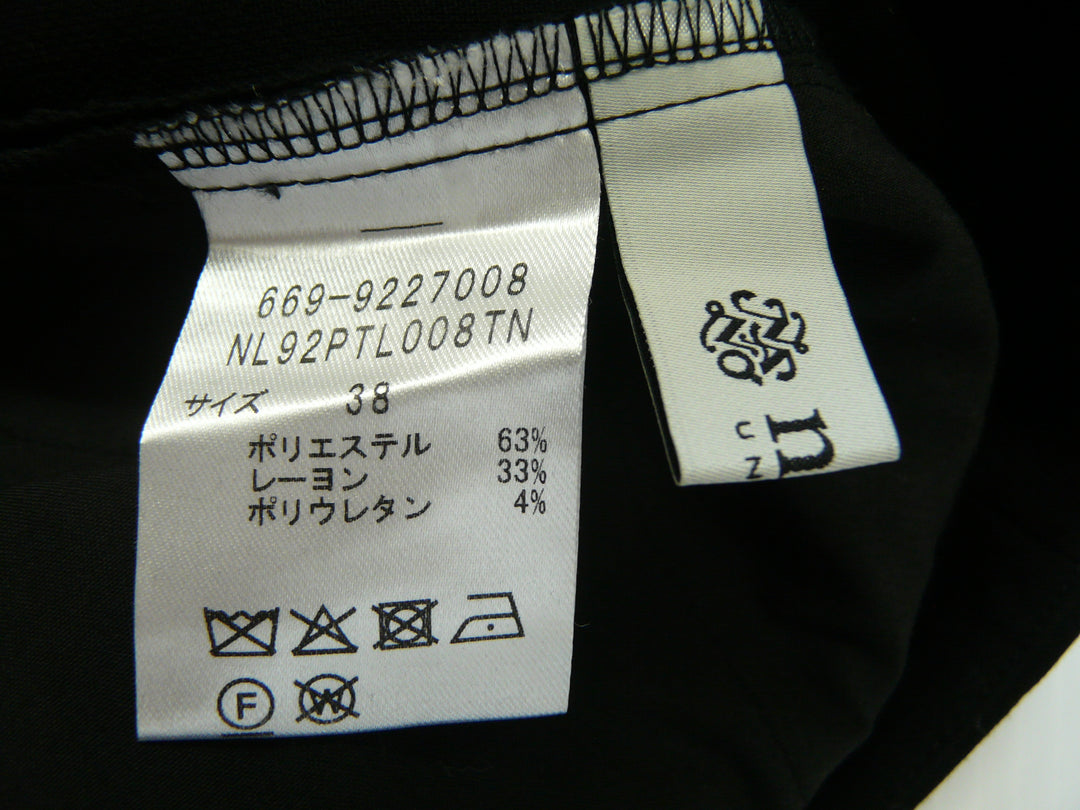 669-9227008
NL92PTL008TN
サイズ 38
ポリエステル 63%
レーヨン 33%
ポリウレタン 4%
F
W